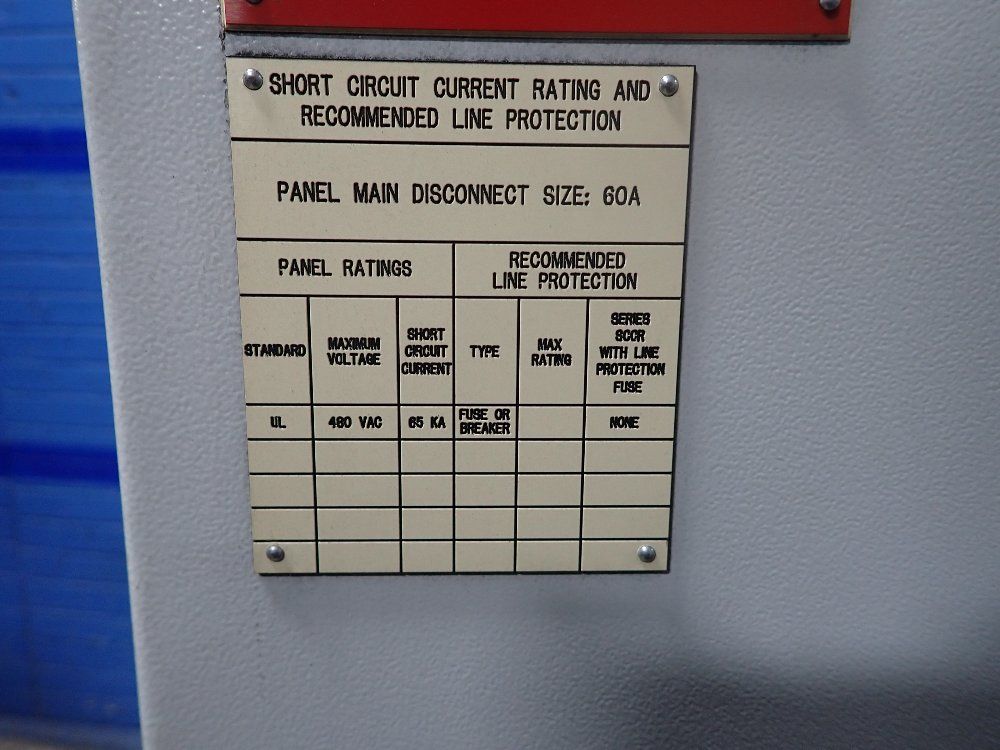 SHORT CIRCUIT CURRENT RATING AND
RECOMMENDED LINE PROTECTION
PANEL MAIN DISCONNECT SIZE: 60A
PANEL RATINGS
RECOMMENDED
LINE PROTECTION
STANDARD
MAXIMUM
VOLTAGE
SHORT
CIRCUIT
CURRENT
TYPE
MAX
RATING
SERIES
SCCR
WITH LINE
PROTECTION
FUSE
UL
480 VAC
65 KA
FUSE OR
BREAKER
NONE